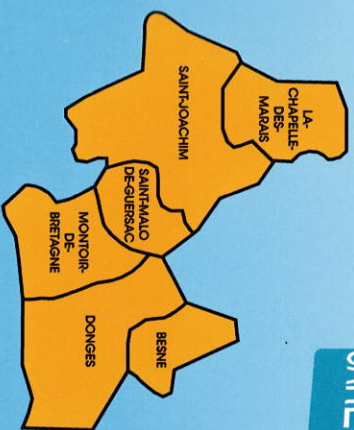 LA-
CHAPELLE-
DES-
MARAIS
SAINT-JOACHIM
SAINT-MALO
DE-GUERSAC
MONTOIR-
DE-
BRETAGNE
DONGES
BESNE